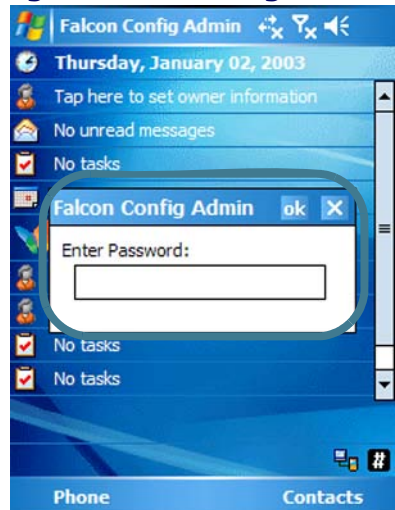 Falcon Config Admin
Thursday, January 02, 2003
Tap here to set owner information
No unread messages
No tasks
Falcon Config Admin ok X
Enter Password:
No tasks
No tasks
#
Phone Contacts